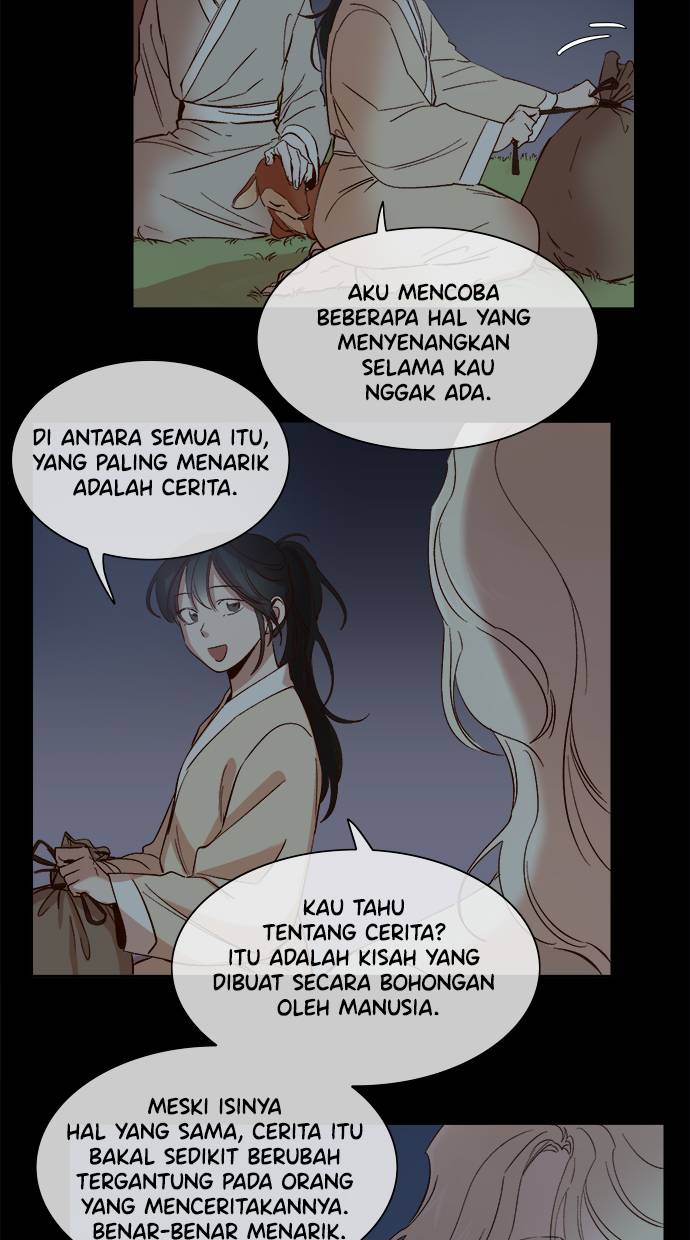 AKU MENCOBA
BEBERAPA HAL YANG
MENYENANGKAN
SELAMA KAU
NGGAK ADA.
DI ANTARA SEMUA ITU,
YANG PALING MENARIK
ADALAH CERITA.
KAU TAHU
TENTANG CERITA?
ITU ADALAH KISAH YANG
DIBUAT SECARA BOHONGAN
OLEH MANUSIA.
MESKI ISINYA
HAL YANG SAMA, CERITA ITU
BAKAL SEDIKIT BERUBAH
TERGANTUNG PADA ORANG
YANG MENCERITAKANNYA.
BENAR-BENAR MENARIK.